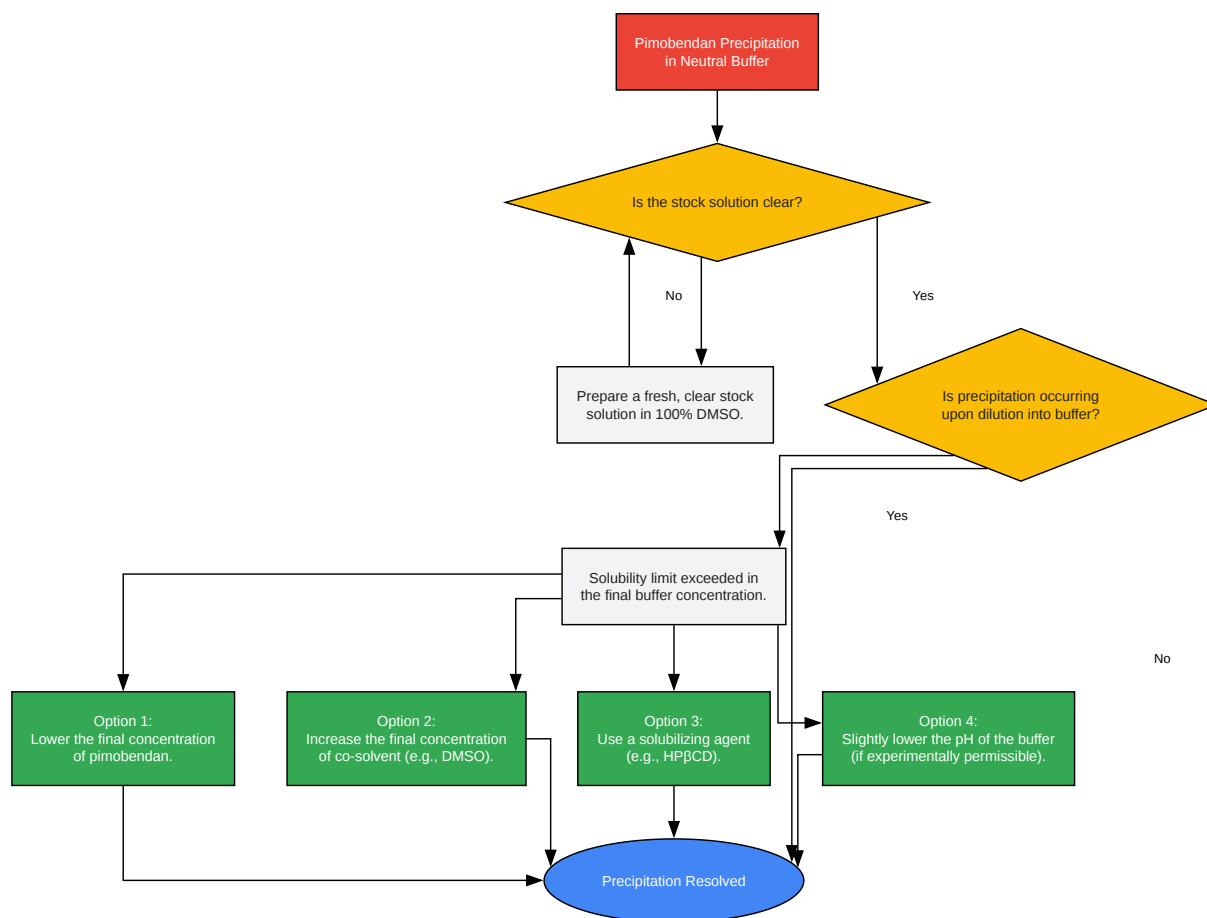 Pimobendan Precipitation
in Neutral Buffer
Is the stock solution clear?
No
Yes
Prepare a fresh, clear stock
solution in 100% DMSO.
Is precipitation occurring
upon dilution into buffer?
Yes
Solubility limit exceeded in
the final buffer concentration.
No
Option 1:
Lower the final concentration
of pimobendan.
Option 2:
Increase the final concentration
of co-solvent (e.g., DMSO).
Option 3:
Use a solubilizing agent
(e.g., HPβCD).
Option 4:
Slightly lower the pH of the buffer
(if experimentally permissible).
Precipitation Resolved